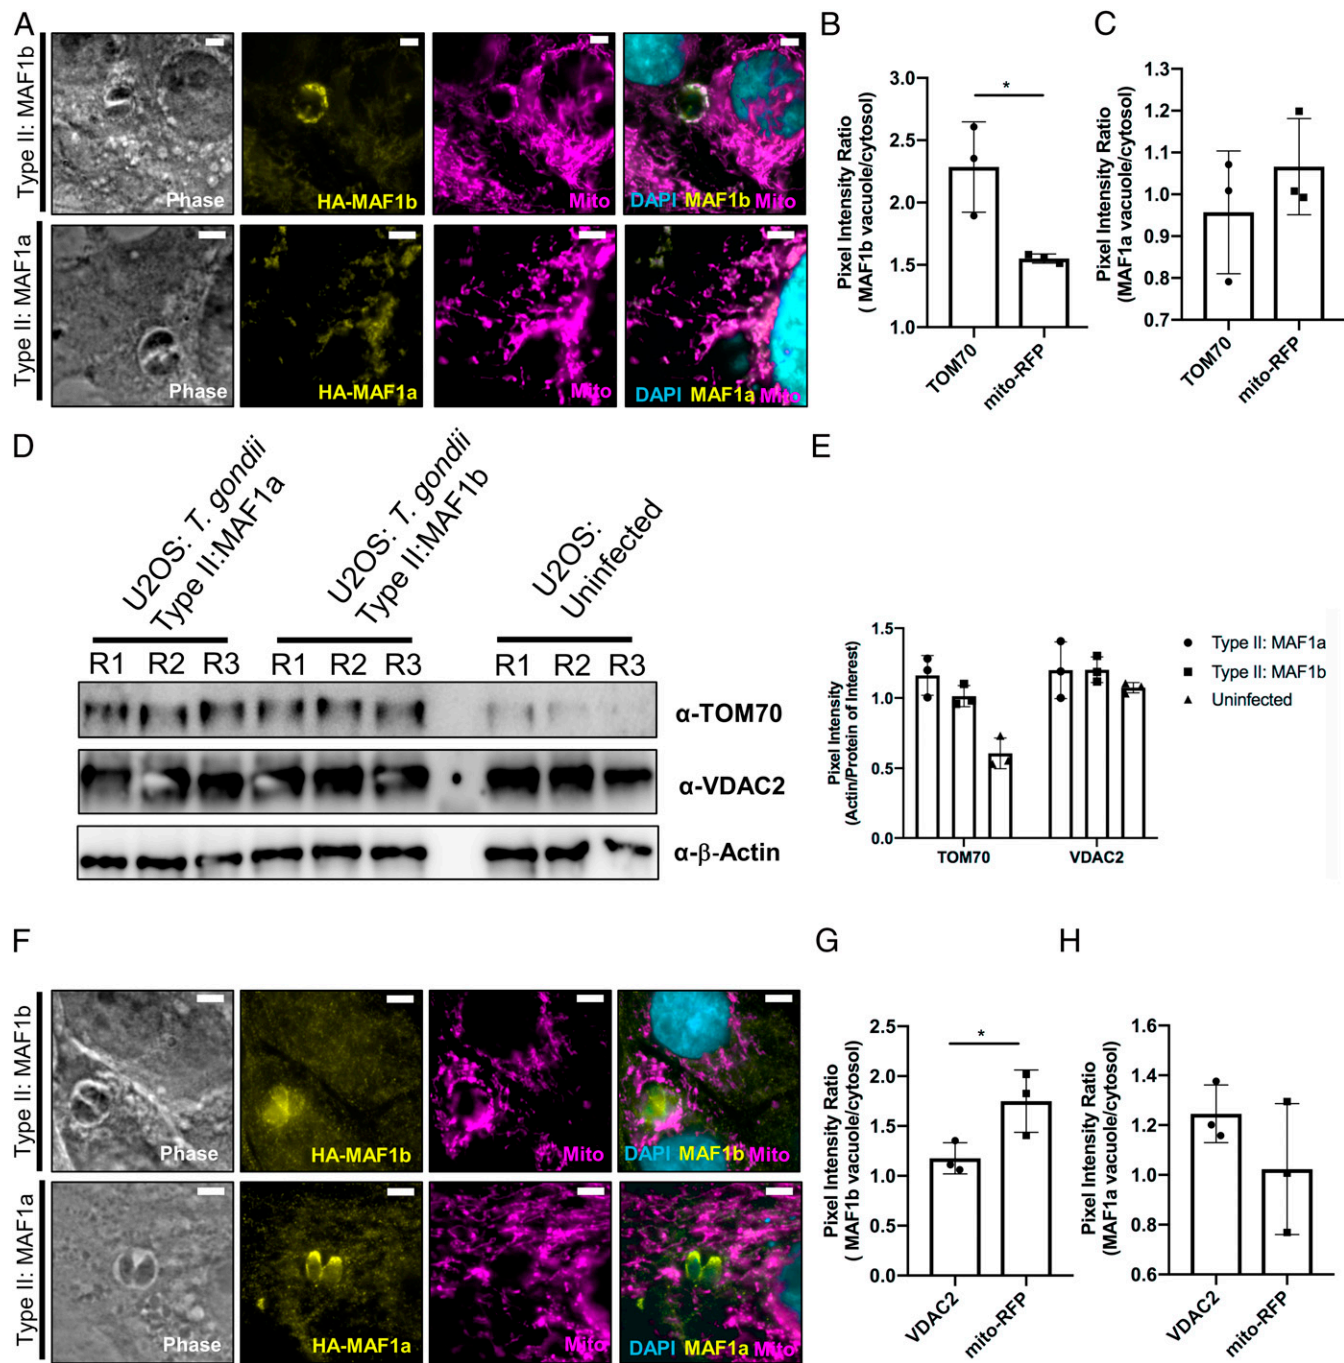 A
Type II: MAF1b
Phase
HA-MAF1b
Mito
DAPI MAF1b Mito
Type II: MAF1a
Phase
HA-MAF1a
Mito
DAPI MAF1a Mito
B
Pixel Intensity Ratio
( MAF1b vacuole/cytosol)
3.0
2.5
2.0
1.5
1.0
*
TOM70
mito-RFP
C
Pixel Intensity Ratio
(MAF1a vacuole/cytosol)
1.3
1.2
1.1
1.0
0.9
0.8
0.7
TOM70
mito-RFP
D
U2OS: T. gondii
Type II:MAF1a
U2OS: T. gondii
Type II:MAF1b
U2OS:
Uninfected
R1 R2 R3 R1 R2 R3 R1 R2 R3
α-TOM70
α-VDAC2
α-β-Actin
E
Pixel Intensity
(Actin/Protein of Interest)
1.5
1.0
0.5
0.0
TOM70
VDAC2
Type II: MAF1a
Type II: MAF1b
Uninfected
F
Type II: MAF1b
Phase
HA-MAF1b
Mito
DAPI MAF1b Mito
Type II: MAF1a
Phase
HA-MAF1a
Mito
DAPI MAF1a Mito
G
Pixel Intensity Ratio
( MAF1b vacuole/cytosol)
2.5
2.0
1.5
1.0
0.5
0.0
*
VDAC2
mito-RFP
H
Pixel Intensity Ratio
(MAF1a vacuole/cytosol)
1.6
1.4
1.2
1.0
0.8
0.6
VDAC2
mito-RFP